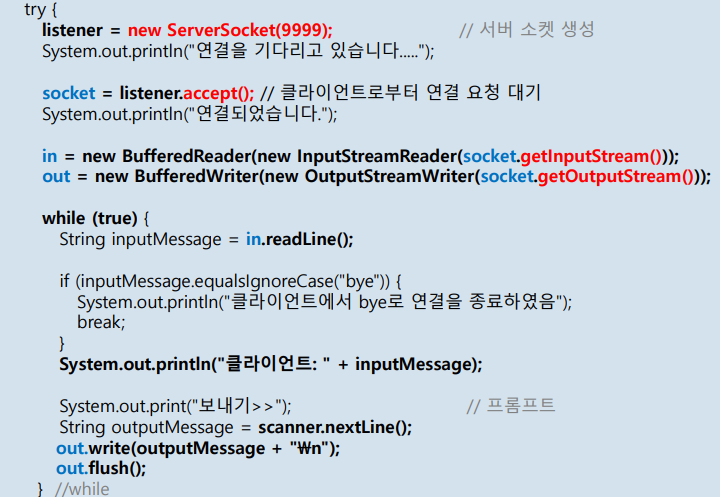 try {
listener = new ServerSocket(9999); // 서버 소켓 생성
System.out.println("연결을 기다리고 있습니다.....");
socket = listener.accept(); // 클라이언트로부터 연결 요청 대기
System.out.println("연결되었습니다.");
in = new BufferedReader(new InputStreamReader(socket.getInputStream()));
out = new BufferedWriter(new OutputStreamWriter(socket.getOutputStream()));
while (true) {
String inputMessage = in.readLine();
if (inputMessage.equalsIgnoreCase("bye")) {
System.out.println("클라이언트에서 bye로 연결을 종료하였음");
break;
}
System.out.println("클라이언트: " + inputMessage);
System.out.print("보내기>>"); // 프롬프트
String outputMessage = scanner.nextLine();
out.write(outputMessage + "₩n");
out.flush();
} //while